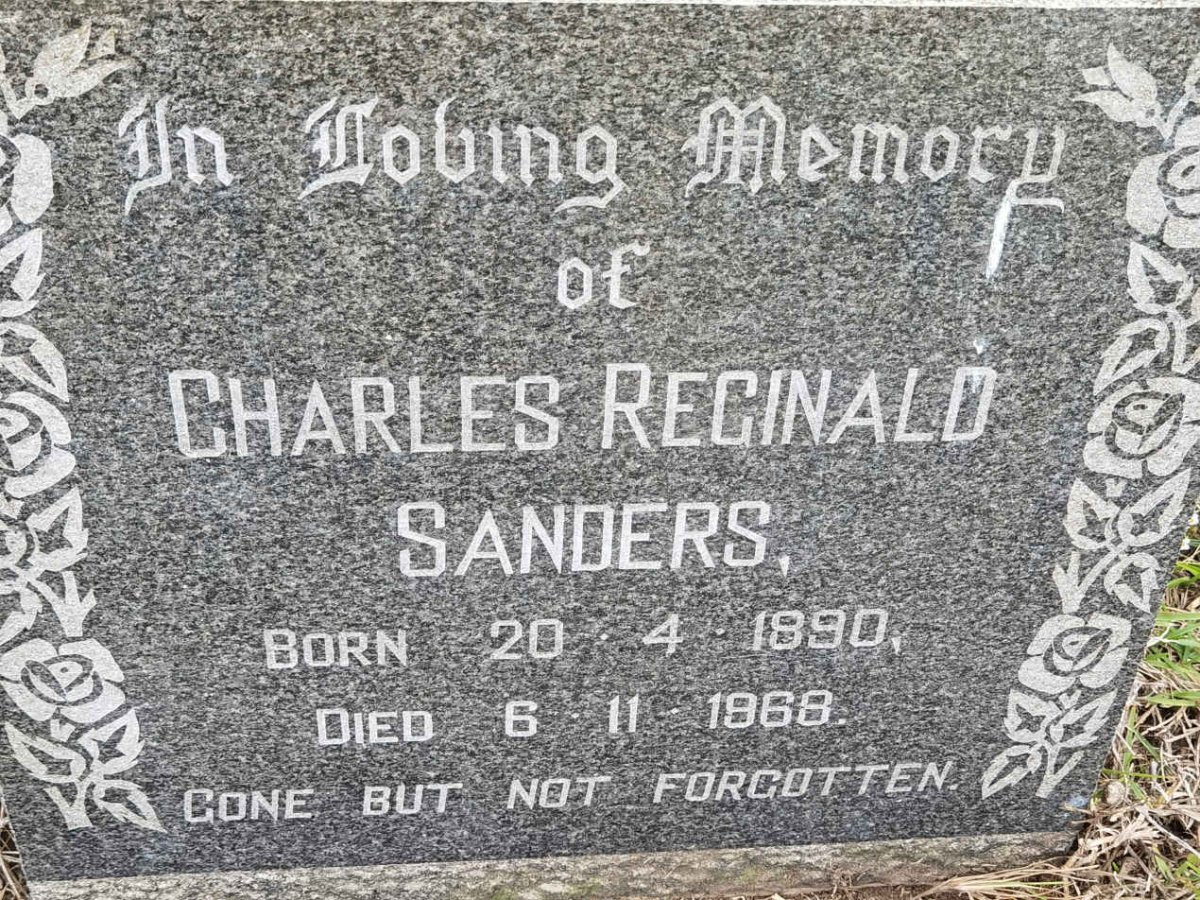 In Loving Memory
of
CHARLES REGINALD
SANDERS,
BORN 20 · 4 · 1890,
DIED 6 · 11 · 1968.
GONE BUT NOT FORGOTTEN.